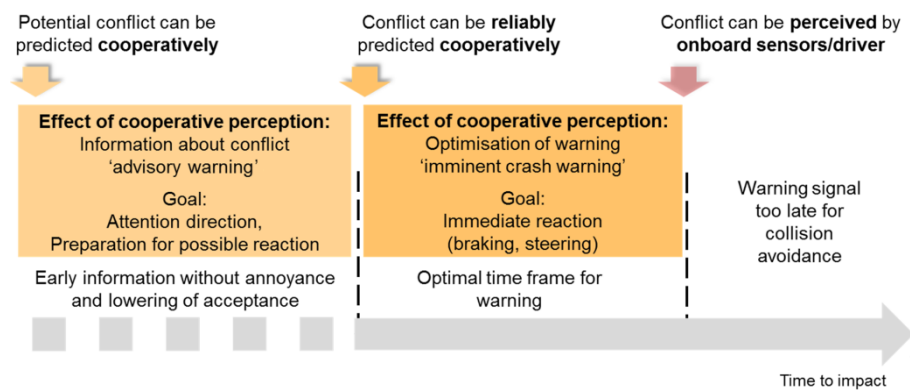 Potential conflict can be
predicted cooperatively
Conflict can be reliably
predicted cooperatively
Conflict can be perceived by
onboard sensors/driver
Effect of cooperative perception:
Information about conflict
‘advisory warning’
Goal:
Attention direction,
Preparation for possible reaction
Effect of cooperative perception:
Optimisation of warning
‘imminent crash warning’
Goal:
Immediate reaction
(braking, steering)
Warning signal
too late for
collision
avoidance
Early information without annoyance
and lowering of acceptance
Optimal time frame for
warning
Time to impact